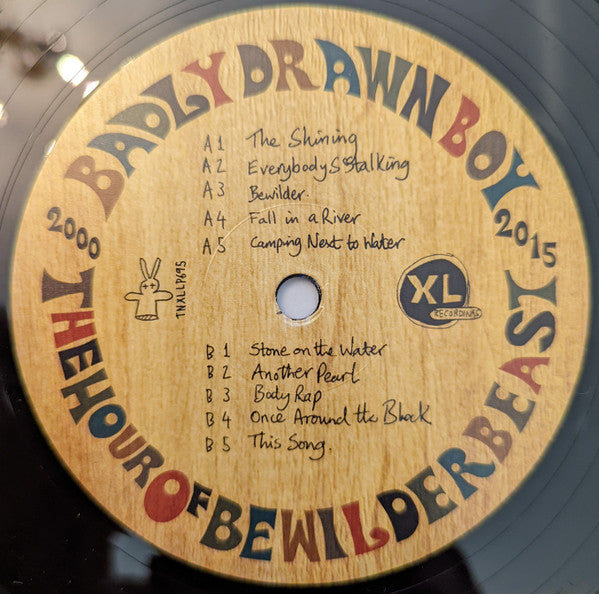 BADLY DRAWN BOY
2000
2015
A1 The Shining
A2 Everybody's Stalking
A3 Bewilder.
A4 Fall in a River
A5 Camping Next to Water
TNXLLP695
XL
RECORDINGS
B1 Stone on the Water
B2 Another Pearl
B3 Body Rap
B4 Once Around the Block
B5 This Song.
THE HOUR OF BEWILDERBEAST